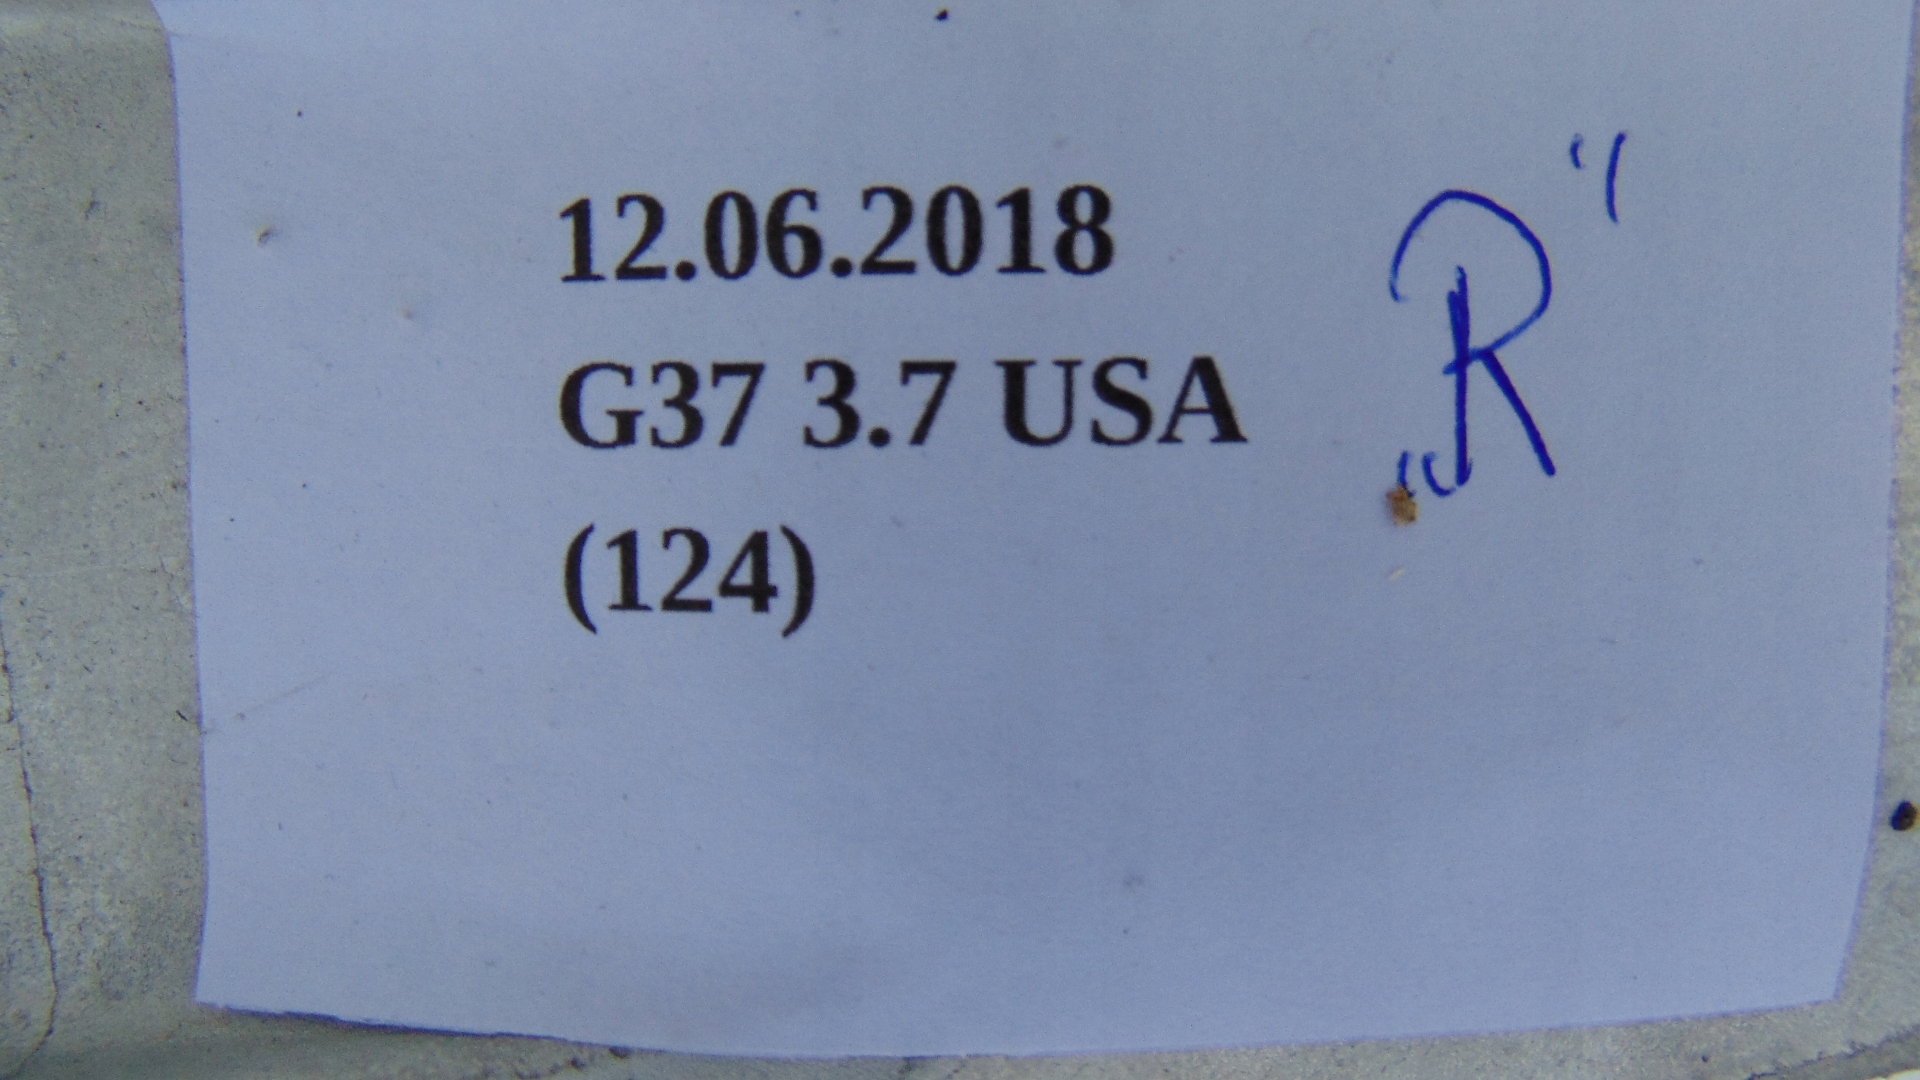 12.06.2018
G37 3.7 USA
(124)
„R"